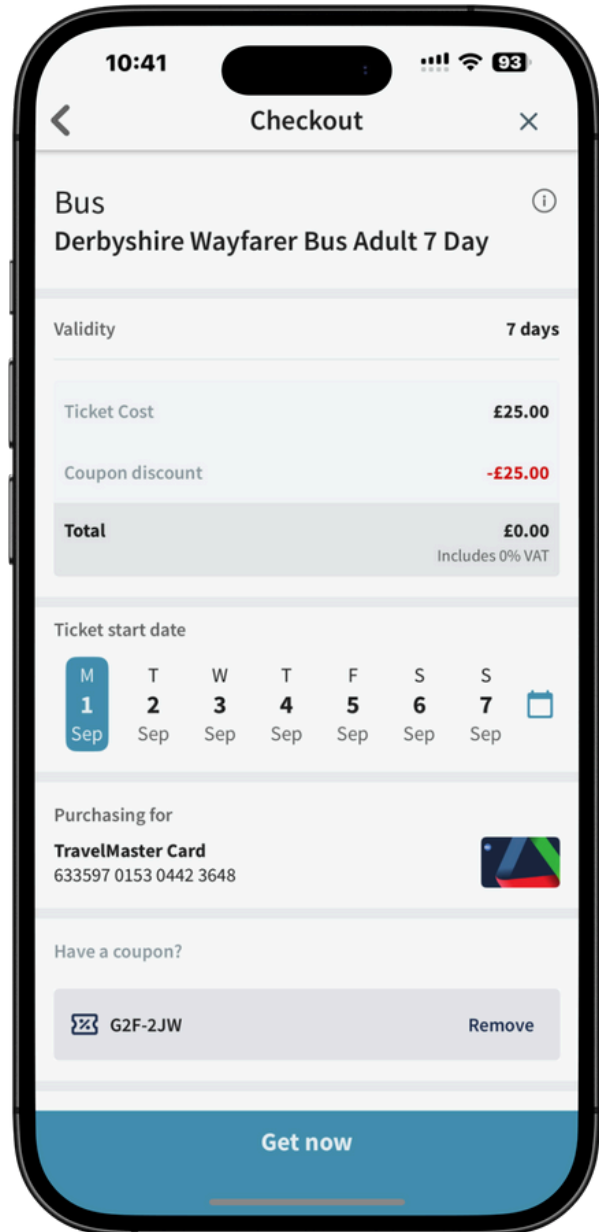 10:41
93
Checkout
Bus
Derbyshire Wayfarer Bus Adult 7 Day
Validity 7 days
Ticket Cost £25.00
Coupon discount -£25.00
Total £0.00
Includes 0% VAT
Ticket start date
M T W T F S S
1 2 3 4 5 6 7
Sep Sep Sep Sep Sep Sep Sep
Purchasing for
TravelMaster Card
633597 0153 0442 3648
Have a coupon?
G2F-2JW Remove
Get now